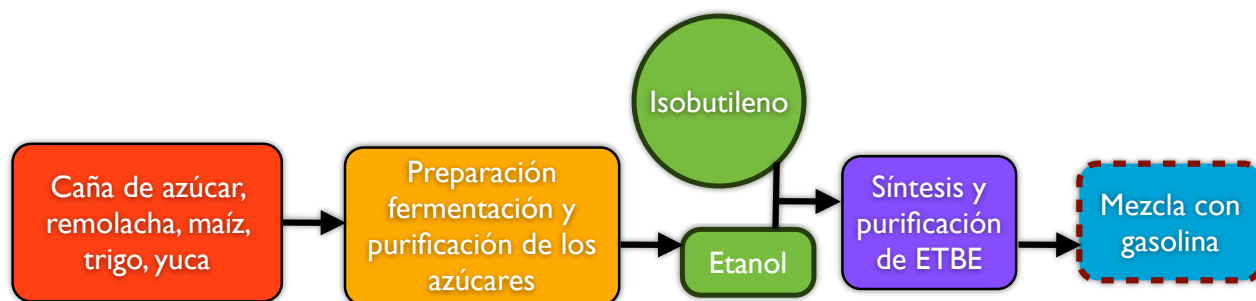 Caña de azúcar,
remolacha, maíz,
trigo, yuca
Preparación
fermentación y
purificación de los
azúcares
Isobutileno
Etanol
Síntesis y
purificación
de ETBE
Mezcla con
gasolina